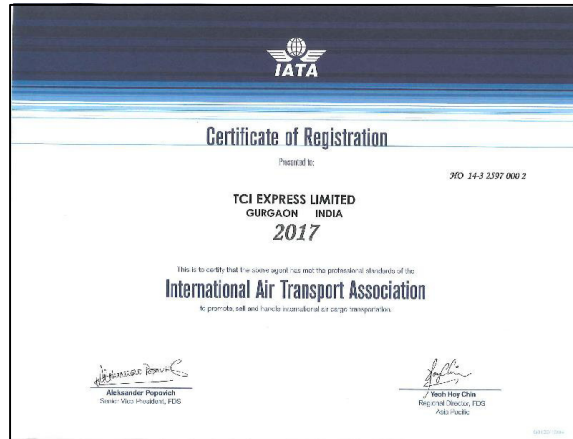 IATA
Certificate of Registration
Presented to:
HO 14-3 2597 000 2
TCI EXPRESS LIMITED
GURGAON INDIA
2017
This is to certify that the above agent has met the professional standards of the
International Air Transport Association
to promote, sell and handle international air cargo transportation.
Aleksander Popovich
Senior Vice President, FDS
Yeoh Hoy Chin
Regional Director, FDS
Asia Pacific